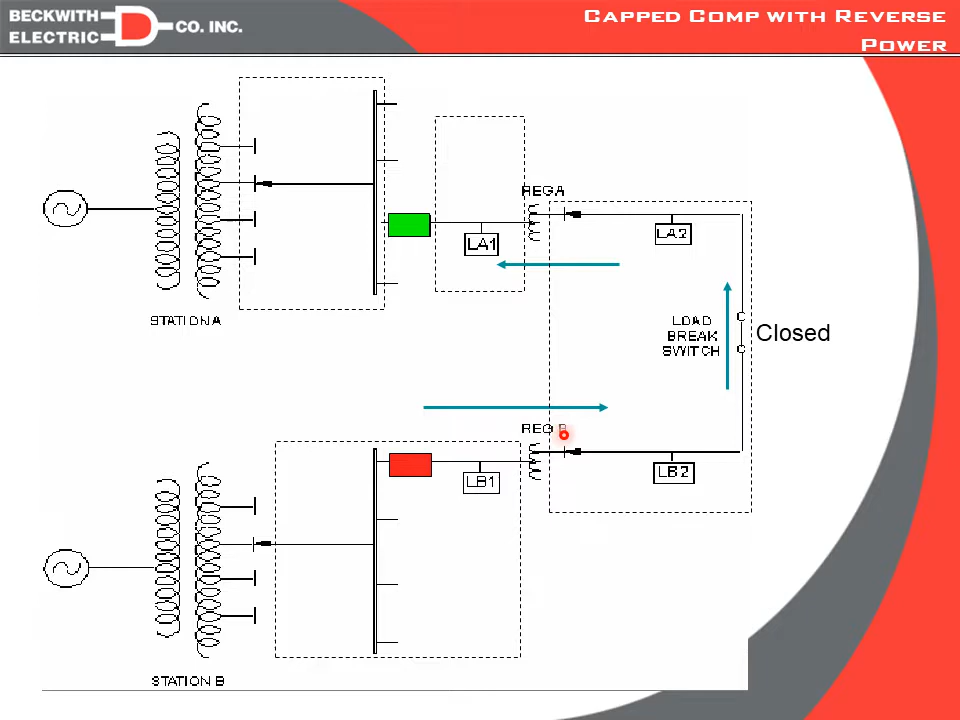 BECKWITH
ELECTRIC
CO. INC.
Capped Comp with Reverse
Power
REG A
LA1
LA2
STATION A
LOAD
BREAK
SWITCH
Closed
REG B
LB1
LB2
STATION B